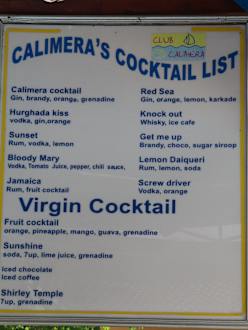 CLUB
CALIMERA
CALIMERA'S COCKTAIL LIST
Calimera cocktail
Gin, brandy, orange, grenadine
Hurghada kiss
vodka, gin,orange
Sunset
Rum, vodka, lemon
Bloody Mary
Vodka, Tomato Juice, pepper, chili sauce,
Jamaica
Rum, fruit cocktail
Red Sea
Gin, orange, lemon, karkade
Knock out
Whisky, ice cafe
Get me up
Brandy, choco, sugar siroop
Lemon Daiqueri
Rum, lemon, soda
Screw driver
Vodka, orange
Virgin Cocktail
Fruit cocktail
orange, pineapple, mango, guava, grenadine
Sunshine
soda, 7up, lime juice, grenadine
Iced chocolate
Iced coffee
Shirley Temple
7up, grenadine